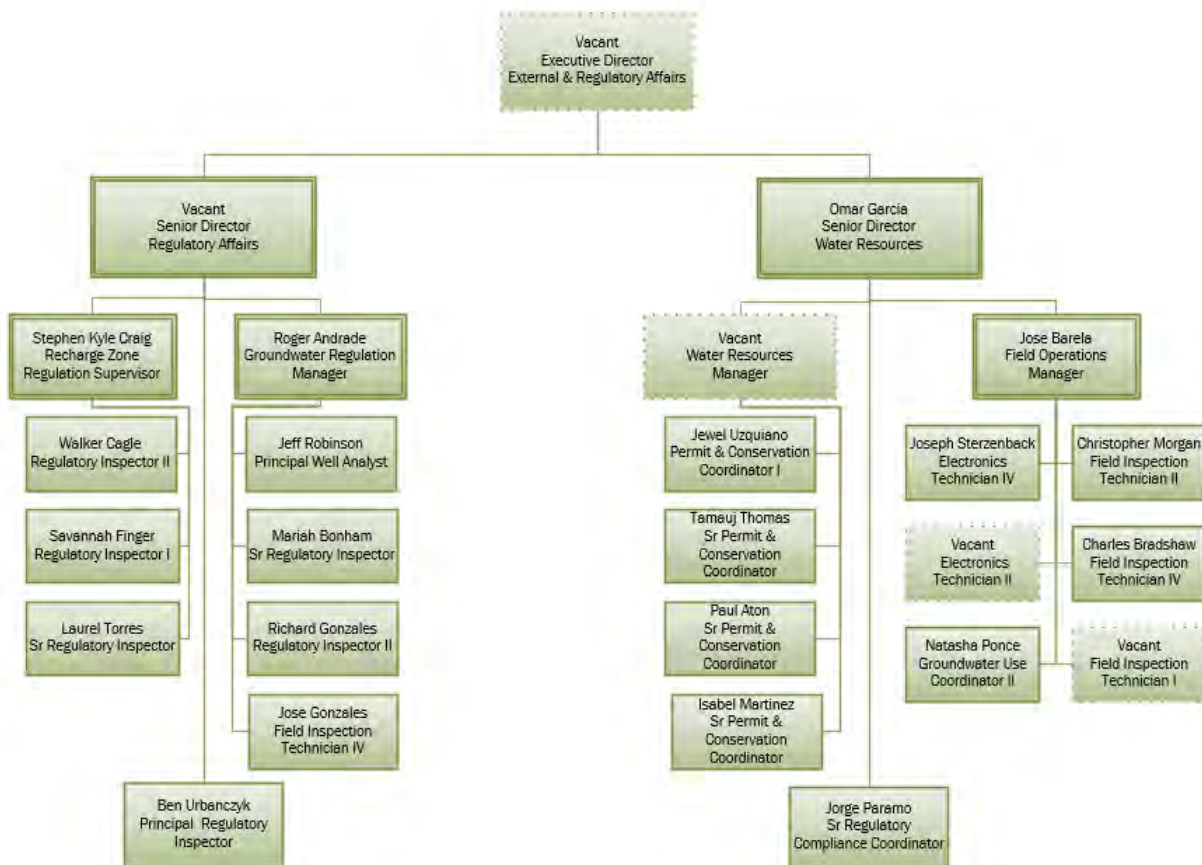 Vacant
Executive Director
External & Regulatory Affairs
Vacant
Senior Director
Regulatory Affairs
Omar Garcia
Senior Director
Water Resources
Stephen Kyle Craig
Recharge Zone
Regulation Supervisor
Roger Andrade
Groundwater Regulation
Manager
Vacant
Water Resources
Manager
Jose Barela
Field Operations
Manager
Walker Cagle
Regulatory Inspector II
Jeff Robinson
Principal Well Analyst
Jewel Uzquiano
Permit & Conservation
Coordinator I
Joseph Sterzenback
Electronics
Technician IV
Christopher Morgan
Field Inspection
Technician II
Savannah Finger
Regulatory Inspector I
Mariah Bonham
Sr Regulatory Inspector
Tamauj Thomas
Sr Permit &
Conservation
Coordinator
Vacant
Electronics
Technician II
Charles Bradshaw
Field Inspection
Technician IV
Laurel Torres
Sr Regulatory Inspector
Richard Gonzales
Regulatory Inspector II
Paul Aton
Sr Permit &
Conservation
Coordinator
Natasha Ponce
Groundwater Use
Coordinator II
Vacant
Field Inspection
Technician I
Jose Gonzales
Field Inspection
Technician IV
Isabel Martinez
Sr Permit &
Conservation
Coordinator
Ben Urbanczyk
Principal Regulatory
Inspector
Jorge Paramo
Sr Regulatory
Compliance Coordinator